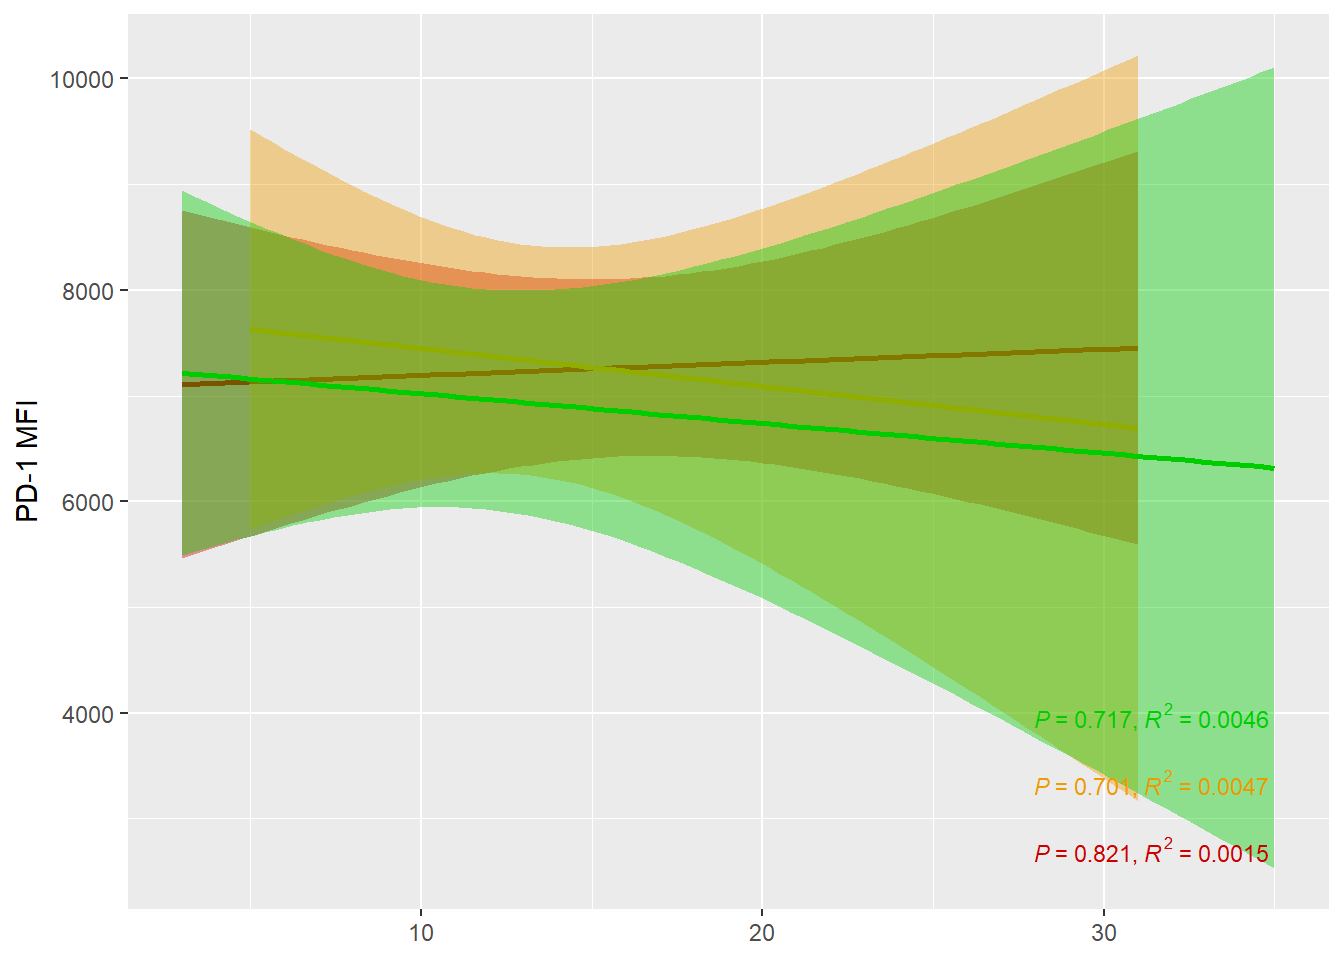 10000
8000
6000
4000
PD-1 MFI
P = 0.717, R² = 0.0046
P = 0.701, R² = 0.0047
P = 0.821, R² = 0.0015
10 20 30